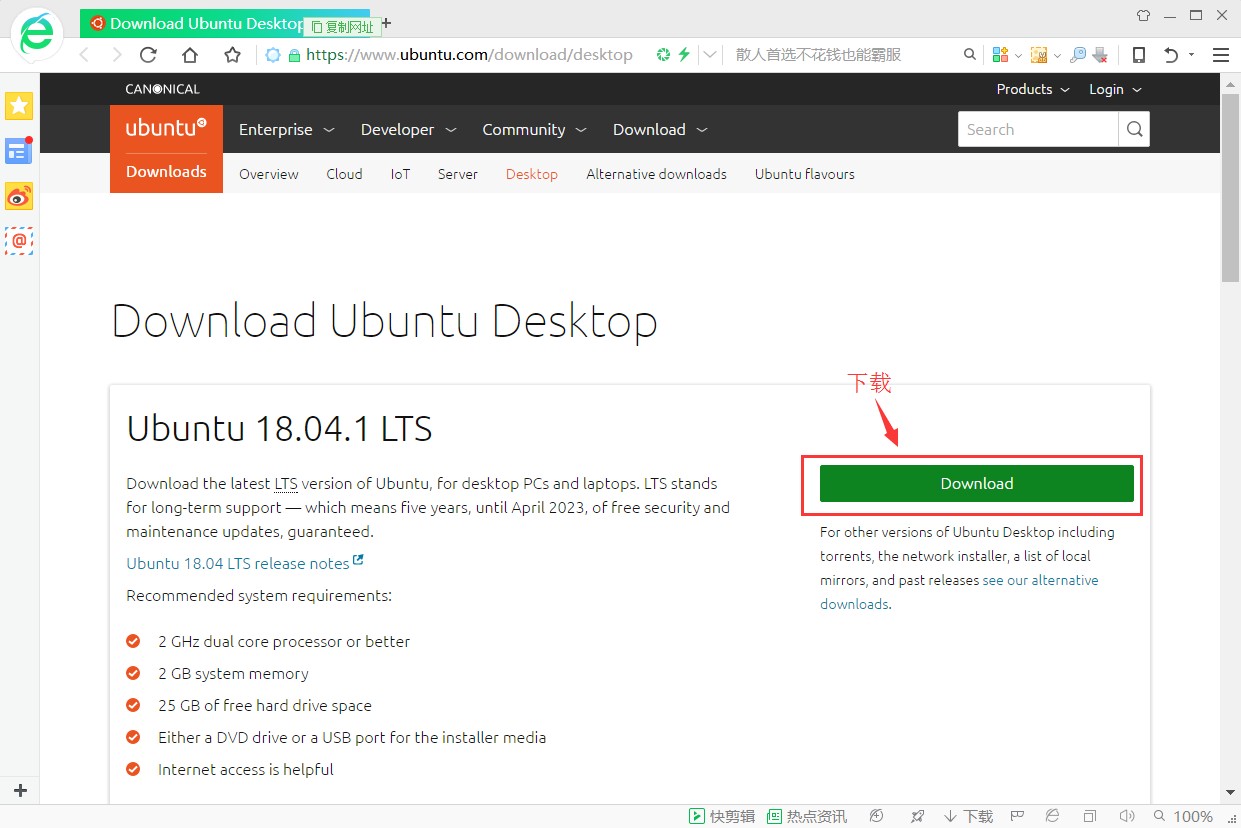 Download Ubuntu Desktop
复制网址
https://www.ubuntu.com/download/desktop
散人首选不花钱也能霸服
CANONICAL
Products
Login
ubuntu
Enterprise
Developer
Community
Download
Search
Downloads
Overview
Cloud
IoT
Server
Desktop
Alternative downloads
Ubuntu flavours
Download Ubuntu Desktop
下载
Ubuntu 18.04.1 LTS
Download the latest LTS version of Ubuntu, for desktop PCs and laptops. LTS stands
for long-term support — which means five years, until April 2023, of free security and
maintenance updates, guaranteed.
Ubuntu 18.04 LTS release notes
Recommended system requirements:
2 GHz dual core processor or better
2 GB system memory
25 GB of free hard drive space
Either a DVD drive or a USB port for the installer media
Internet access is helpful
Download
For other versions of Ubuntu Desktop including
torrents, the network installer, a list of local
mirrors, and past releases see our alternative
downloads.
快剪辑
热点资讯
下载
100%